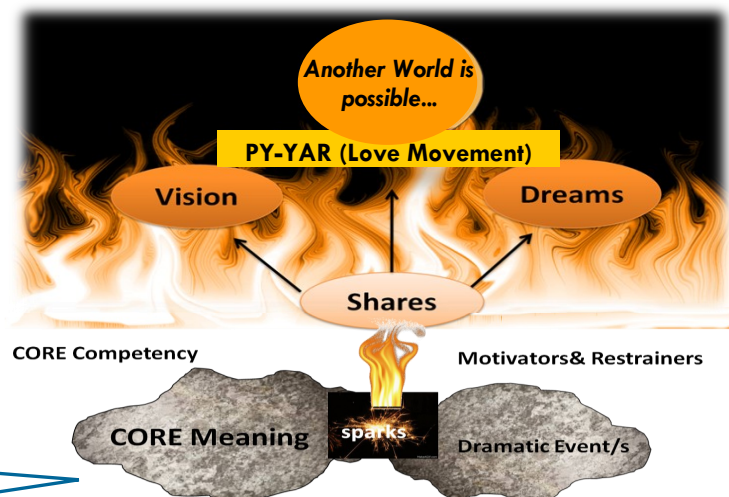 Another World is
possible...
PY-YAR (Love Movement)
Vision
Dreams
Shares
CORE Competency
Motivators& Restrainers
CORE Meaning
sparks
Dramatic Event/s